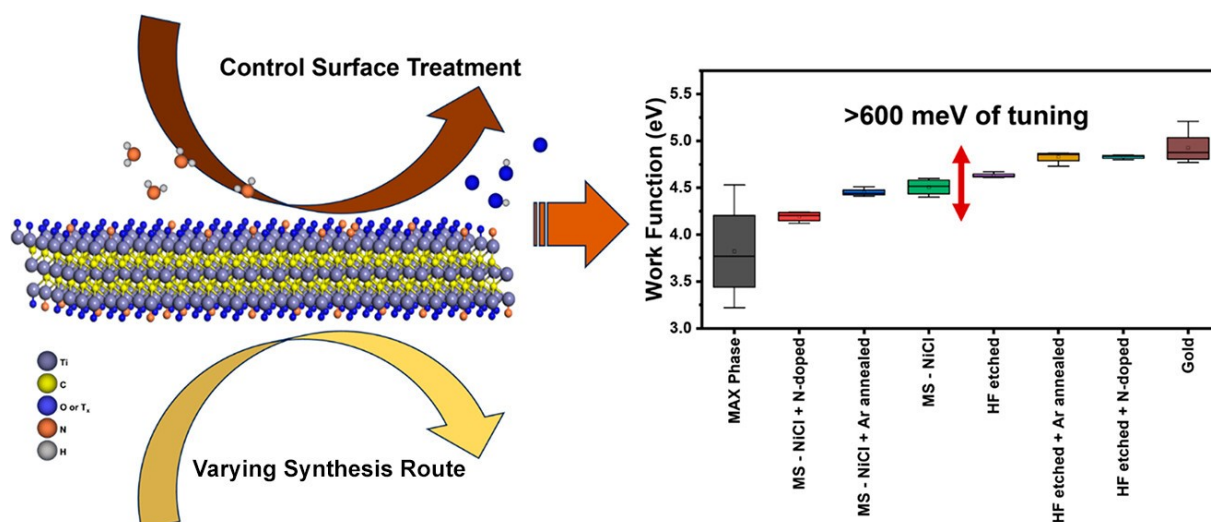 Control Surface Treatment
Ti
C
O or Tₓ
N
H
Varying Synthesis Route
Work Function (eV)
5.5
5.0
4.5
4.0
3.5
3.0
>600 meV of tuning
MAX Phase
MS - NiCl + N-doped
MS - NiCl + Ar annealed
MS - NiCl
HF etched
HF etched + Ar annealed
HF etched + N-doped
Gold